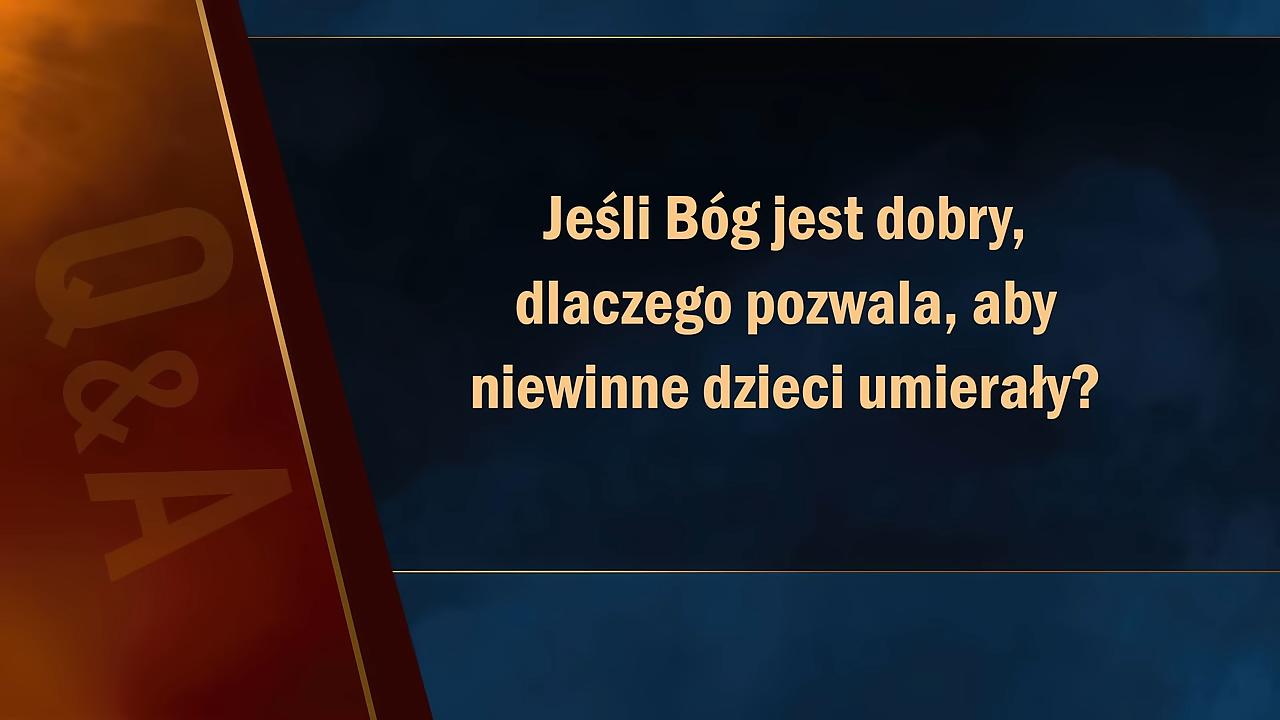 Q & A
Jeśli Bóg jest dobry,
dlaczego pozwala, aby
niewinne dzieci umierały?